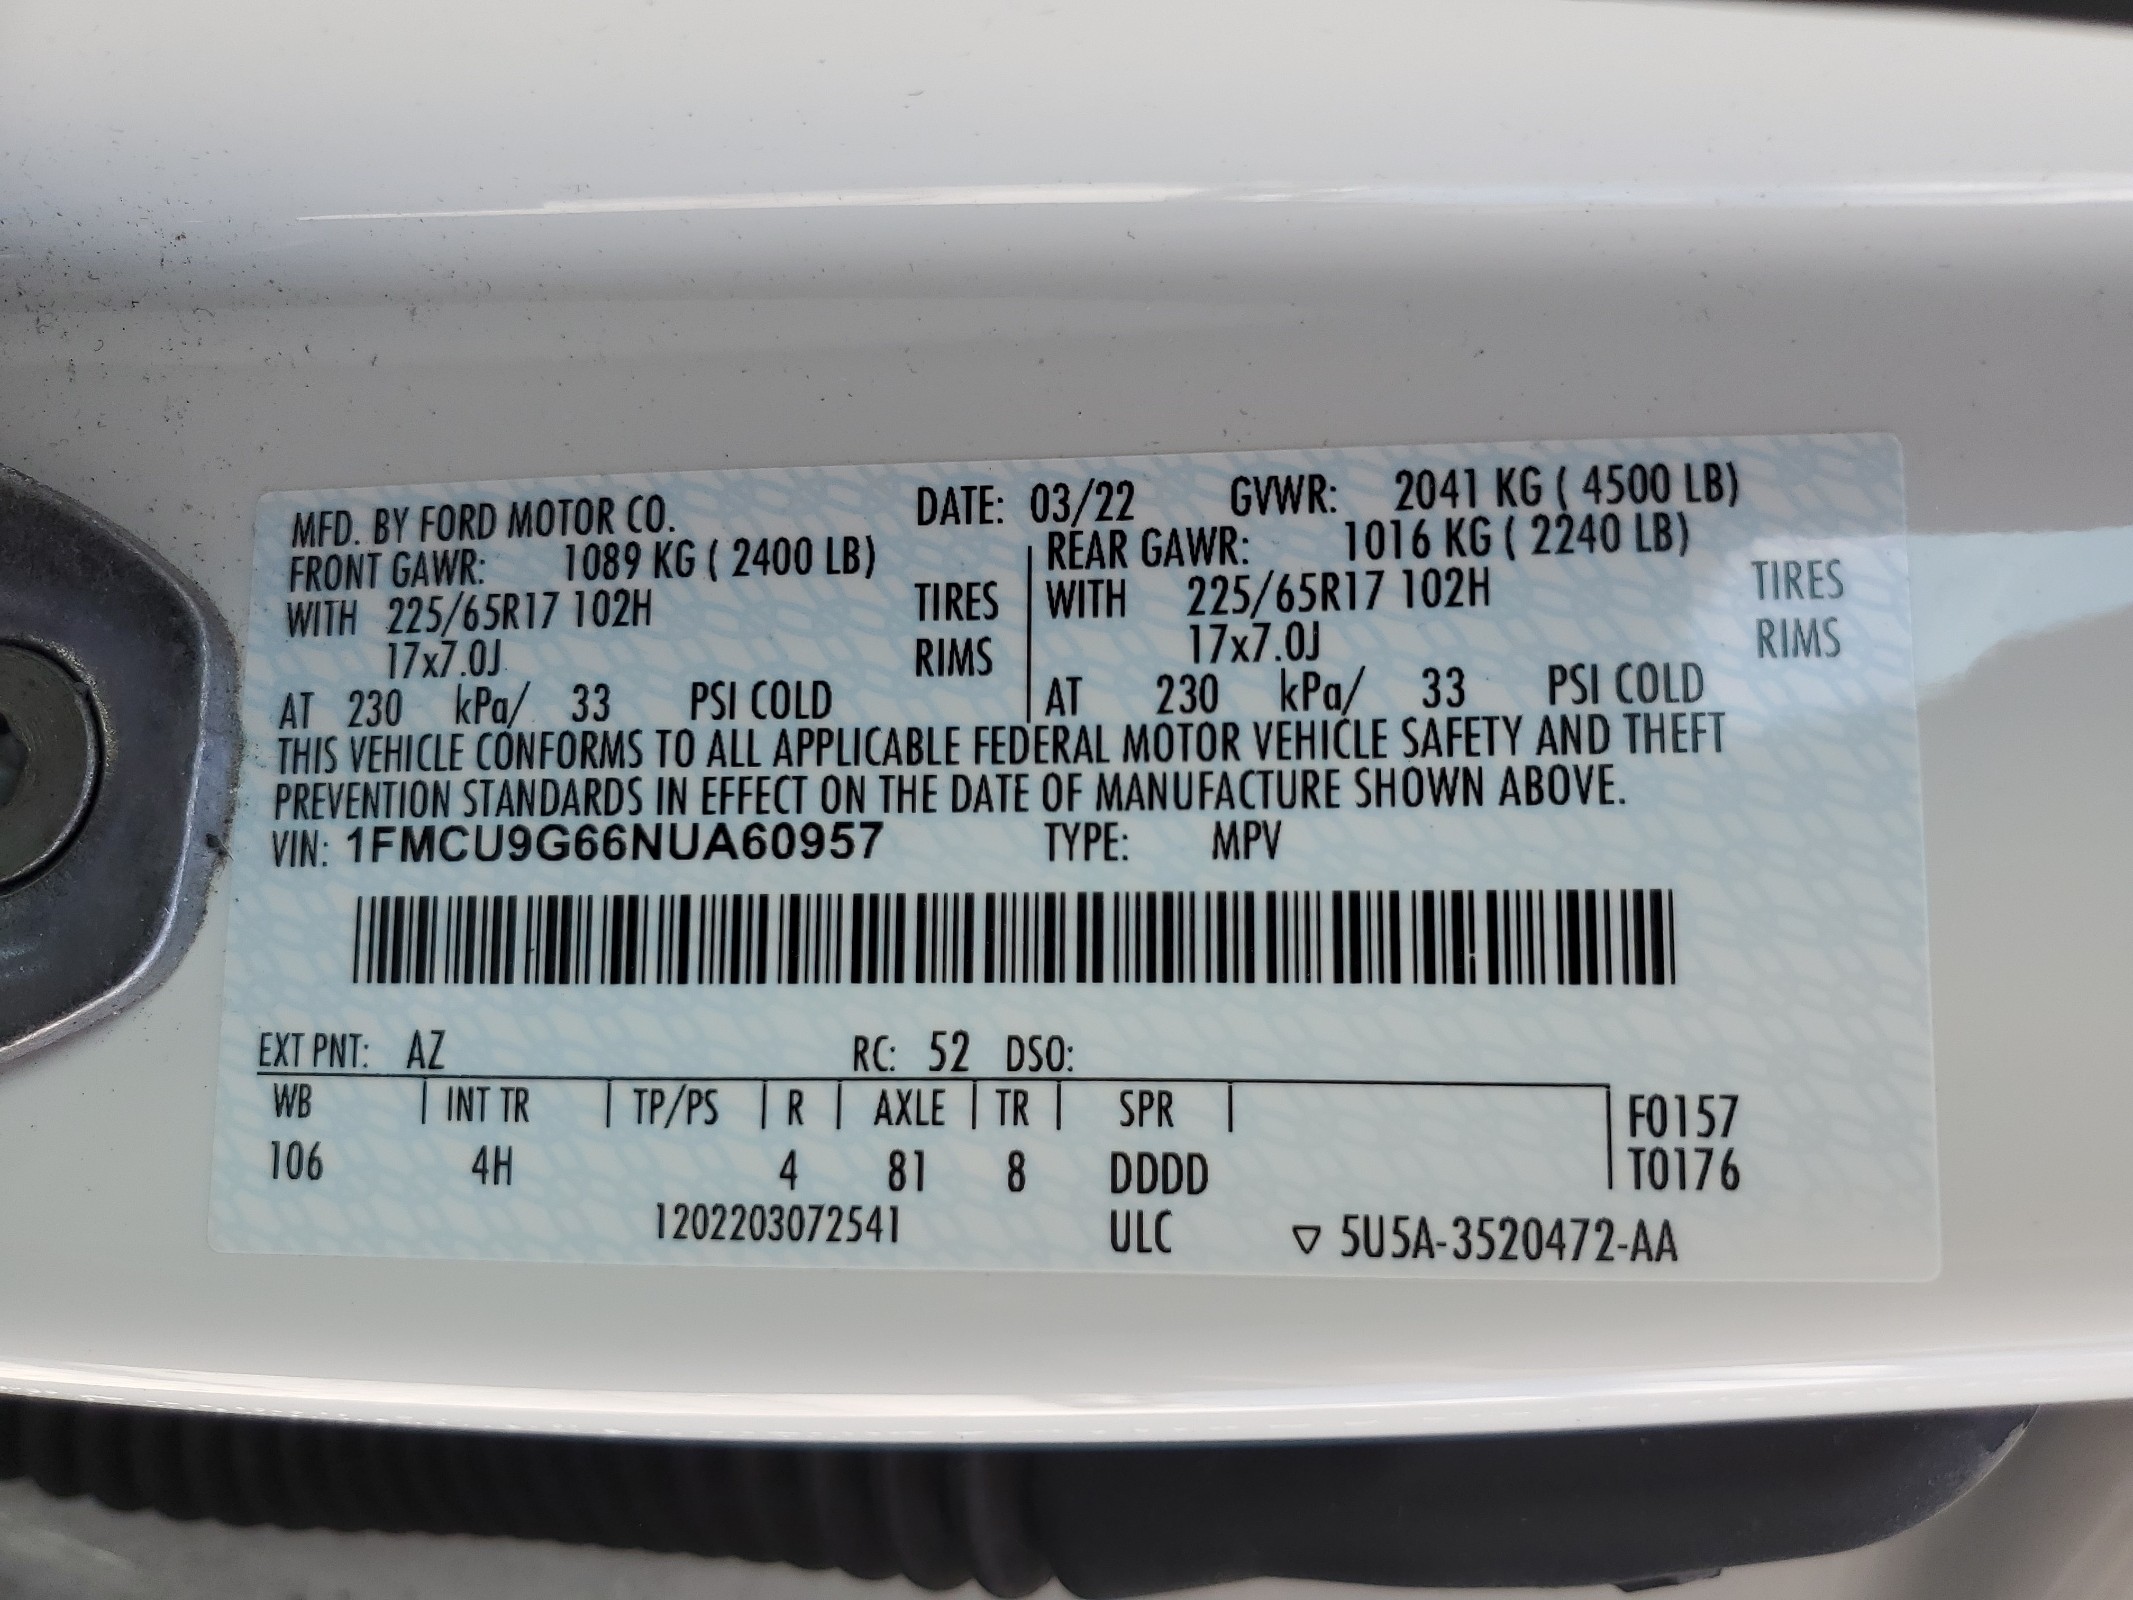 MFD. BY FORD MOTOR CO. DATE: 03/22 GVWR: 2041 KG ( 4500 LB)
FRONT GAWR: 1089 KG ( 2400 LB) REAR GAWR: 1016 KG ( 2240 LB)
WITH 225/65R17 102H TIRES WITH 225/65R17 102H TIRES
17x7.0J RIMS 17x7.0J RIMS
AT 230 kPa/ 33 PSI COLD AT 230 kPa/ 33 PSI COLD
THIS VEHICLE CONFORMS TO ALL APPLICABLE FEDERAL MOTOR VEHICLE SAFETY AND THEFT
PREVENTION STANDARDS IN EFFECT ON THE DATE OF MANUFACTURE SHOWN ABOVE.
VIN: 1FMCU9G66NUA60957 TYPE: MPV
EXT PNT: AZ RC: 52 DSO:
WB | INT TR | TP/PS | R | AXLE | TR | SPR | F0157
106 4H 4 81 8 DDDD T0176
1202203072541 ULC ▽ 5U5A-3520472-AA